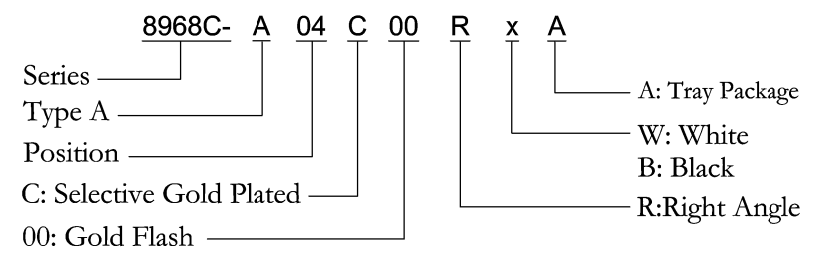 8968C- A 04 C 00 R x A
Series
Type A
Position
C: Selective Gold Plated
00: Gold Flash
A: Tray Package
W: White
B: Black
R:Right Angle